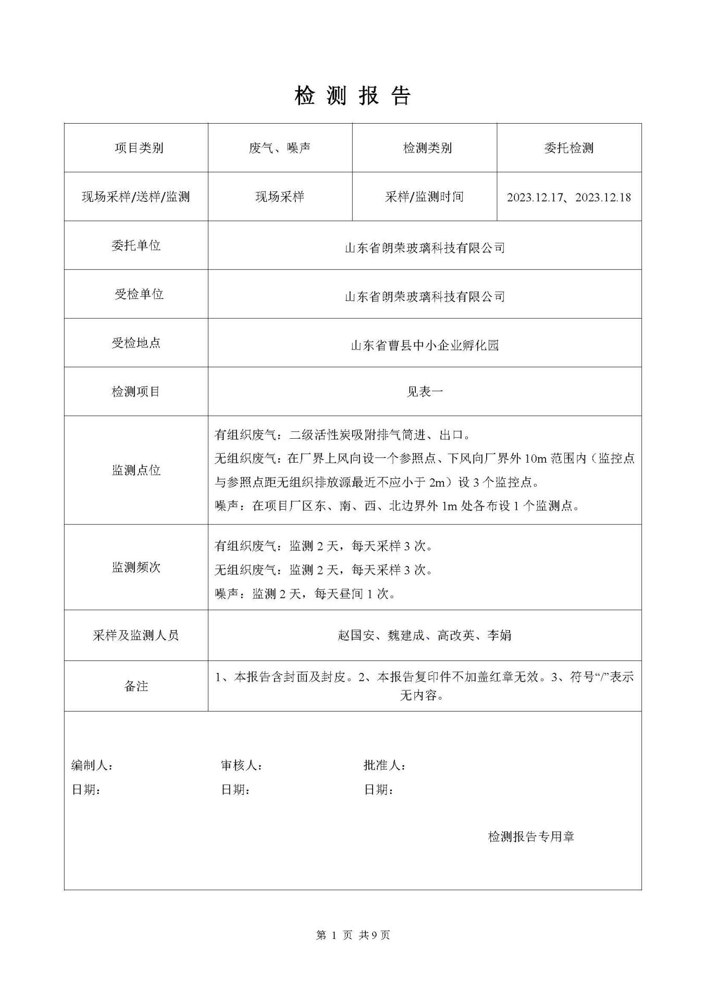 检 测 报 告
项目类别 废气、噪声 检测类别 委托检测
现场采样/送样/监测 现场采样 采样/监测时间 2023.12.17、2023.12.18
委托单位 山东省朗荣玻璃科技有限公司
受检单位 山东省朗荣玻璃科技有限公司
受检地点 山东省曹县中小企业孵化园
检测项目 见表一
监测点位
有组织废气：二级活性炭吸附排气筒进、出口。
无组织废气：在厂界上风向设一个参照点、下风向厂界外 10m 范围内（监控点
与参照点距无组织排放源最近不应小于 2m）设 3 个监控点。
噪声：在项目厂区东、南、西、北边界外 1m 处各布设 1 个监测点。
监测频次
有组织废气：监测 2 天，每天采样 3 次。
无组织废气：监测 2 天，每天采样 3 次。
噪声：监测 2 天，每天昼间 1 次。
采样及监测人员 赵国安、魏建成、高改英、李娟
备注
1、本报告含封面及封皮。2、本报告复印件不加盖红章无效。3、符号“/”表示
无内容。
编制人： 审核人： 批准人：
日期： 日期： 日期：
检测报告专用章
第 1 页 共 9 页